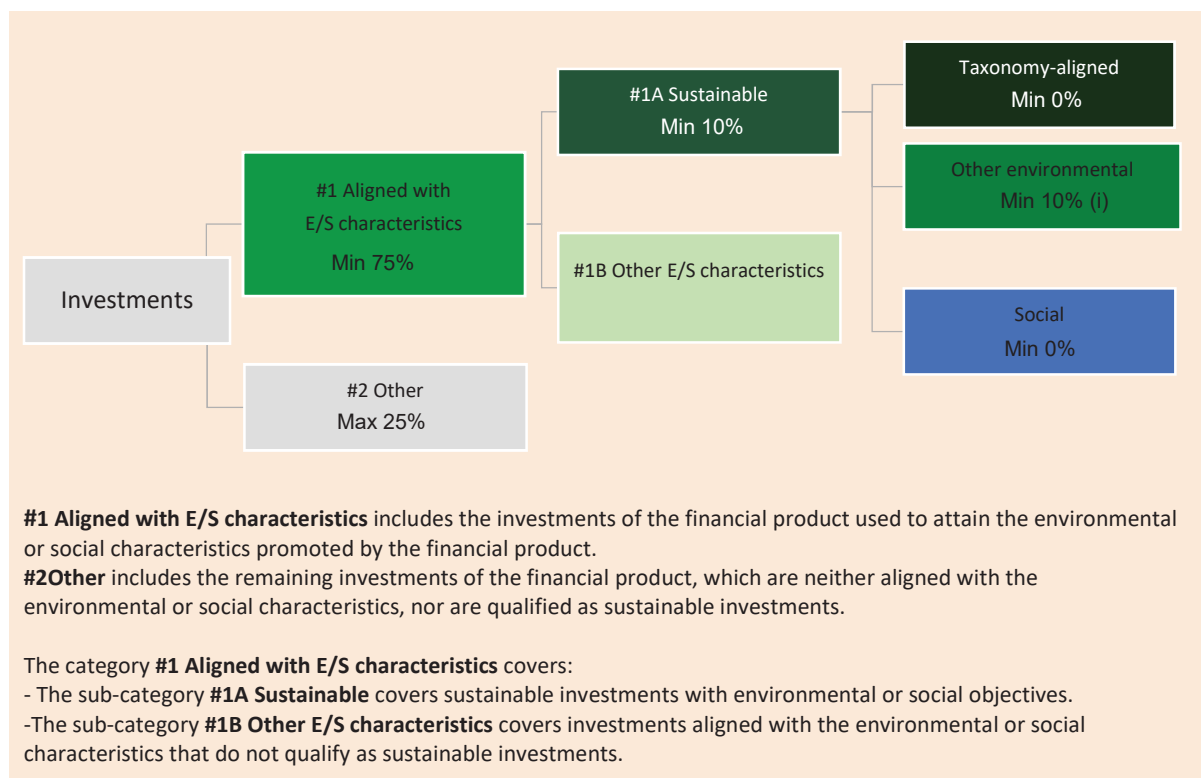 Taxonomy-aligned
Min 0%
#1A Sustainable
Min 10%
Other environmental
Min 10% (i)
#1 Aligned with
E/S characteristics
Min 75%
#1B Other E/S characteristics
Investments
Social
Min 0%
#2 Other
Max 25%
#1 Aligned with E/S characteristics includes the investments of the financial product used to attain the environmental
or social characteristics promoted by the financial product.
#2Other includes the remaining investments of the financial product, which are neither aligned with the
environmental or social characteristics, nor are qualified as sustainable investments.
The category #1 Aligned with E/S characteristics covers:
- The sub-category #1A Sustainable covers sustainable investments with environmental or social objectives.
-The sub-category #1B Other E/S characteristics covers investments aligned with the environmental or social
characteristics that do not qualify as sustainable investments.